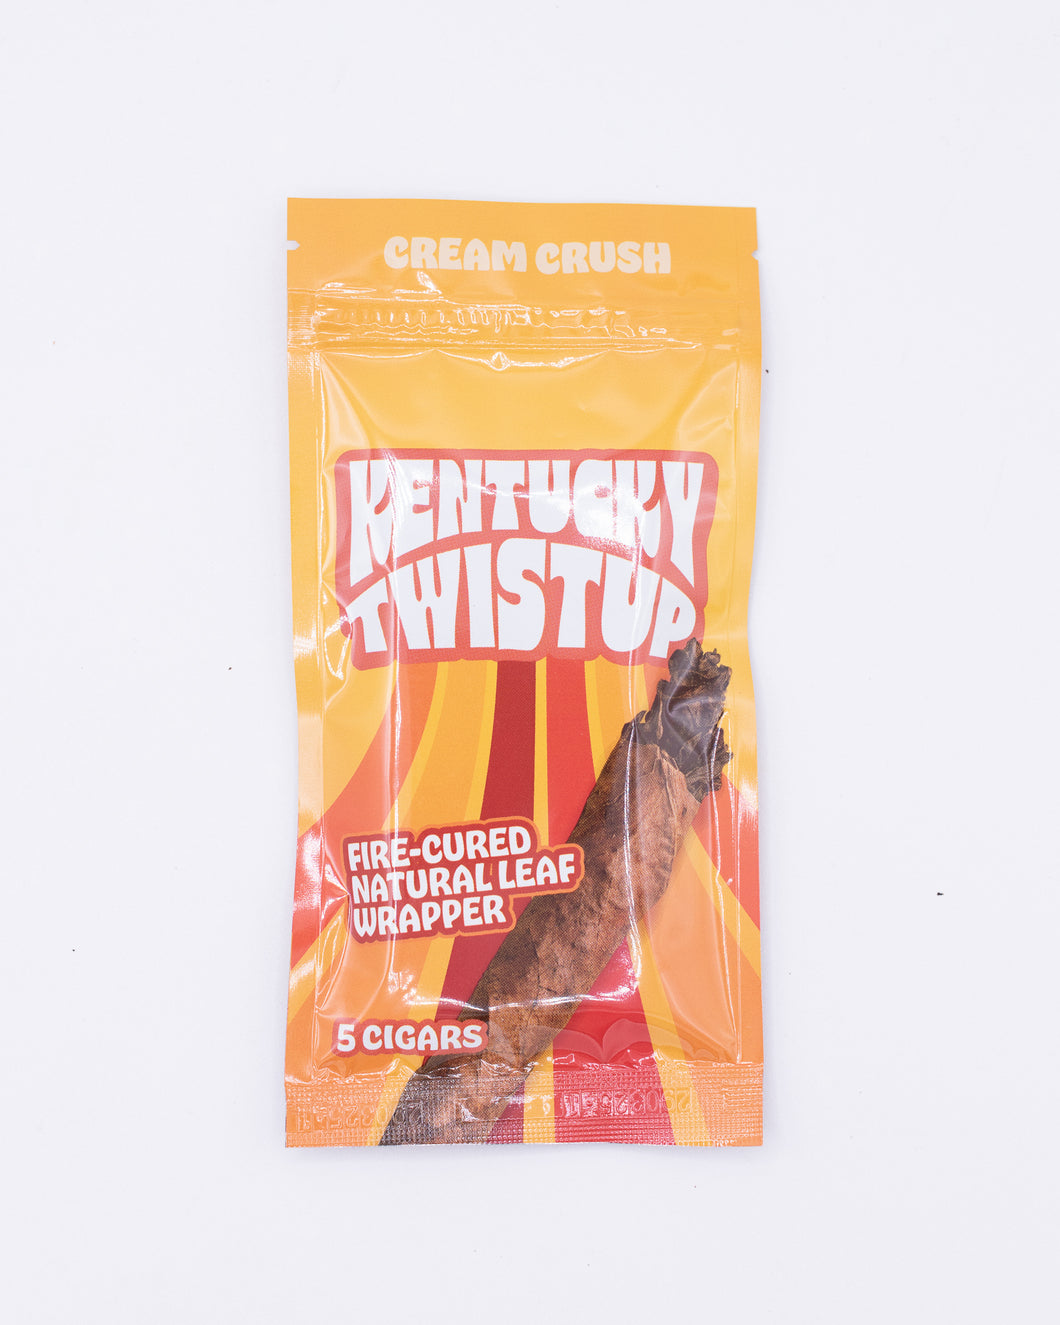 CREAM CRUSH
KENTUCKY
TWISTUP
FIRE-CURED
NATURAL LEAF
WRAPPER
5 CIGARS